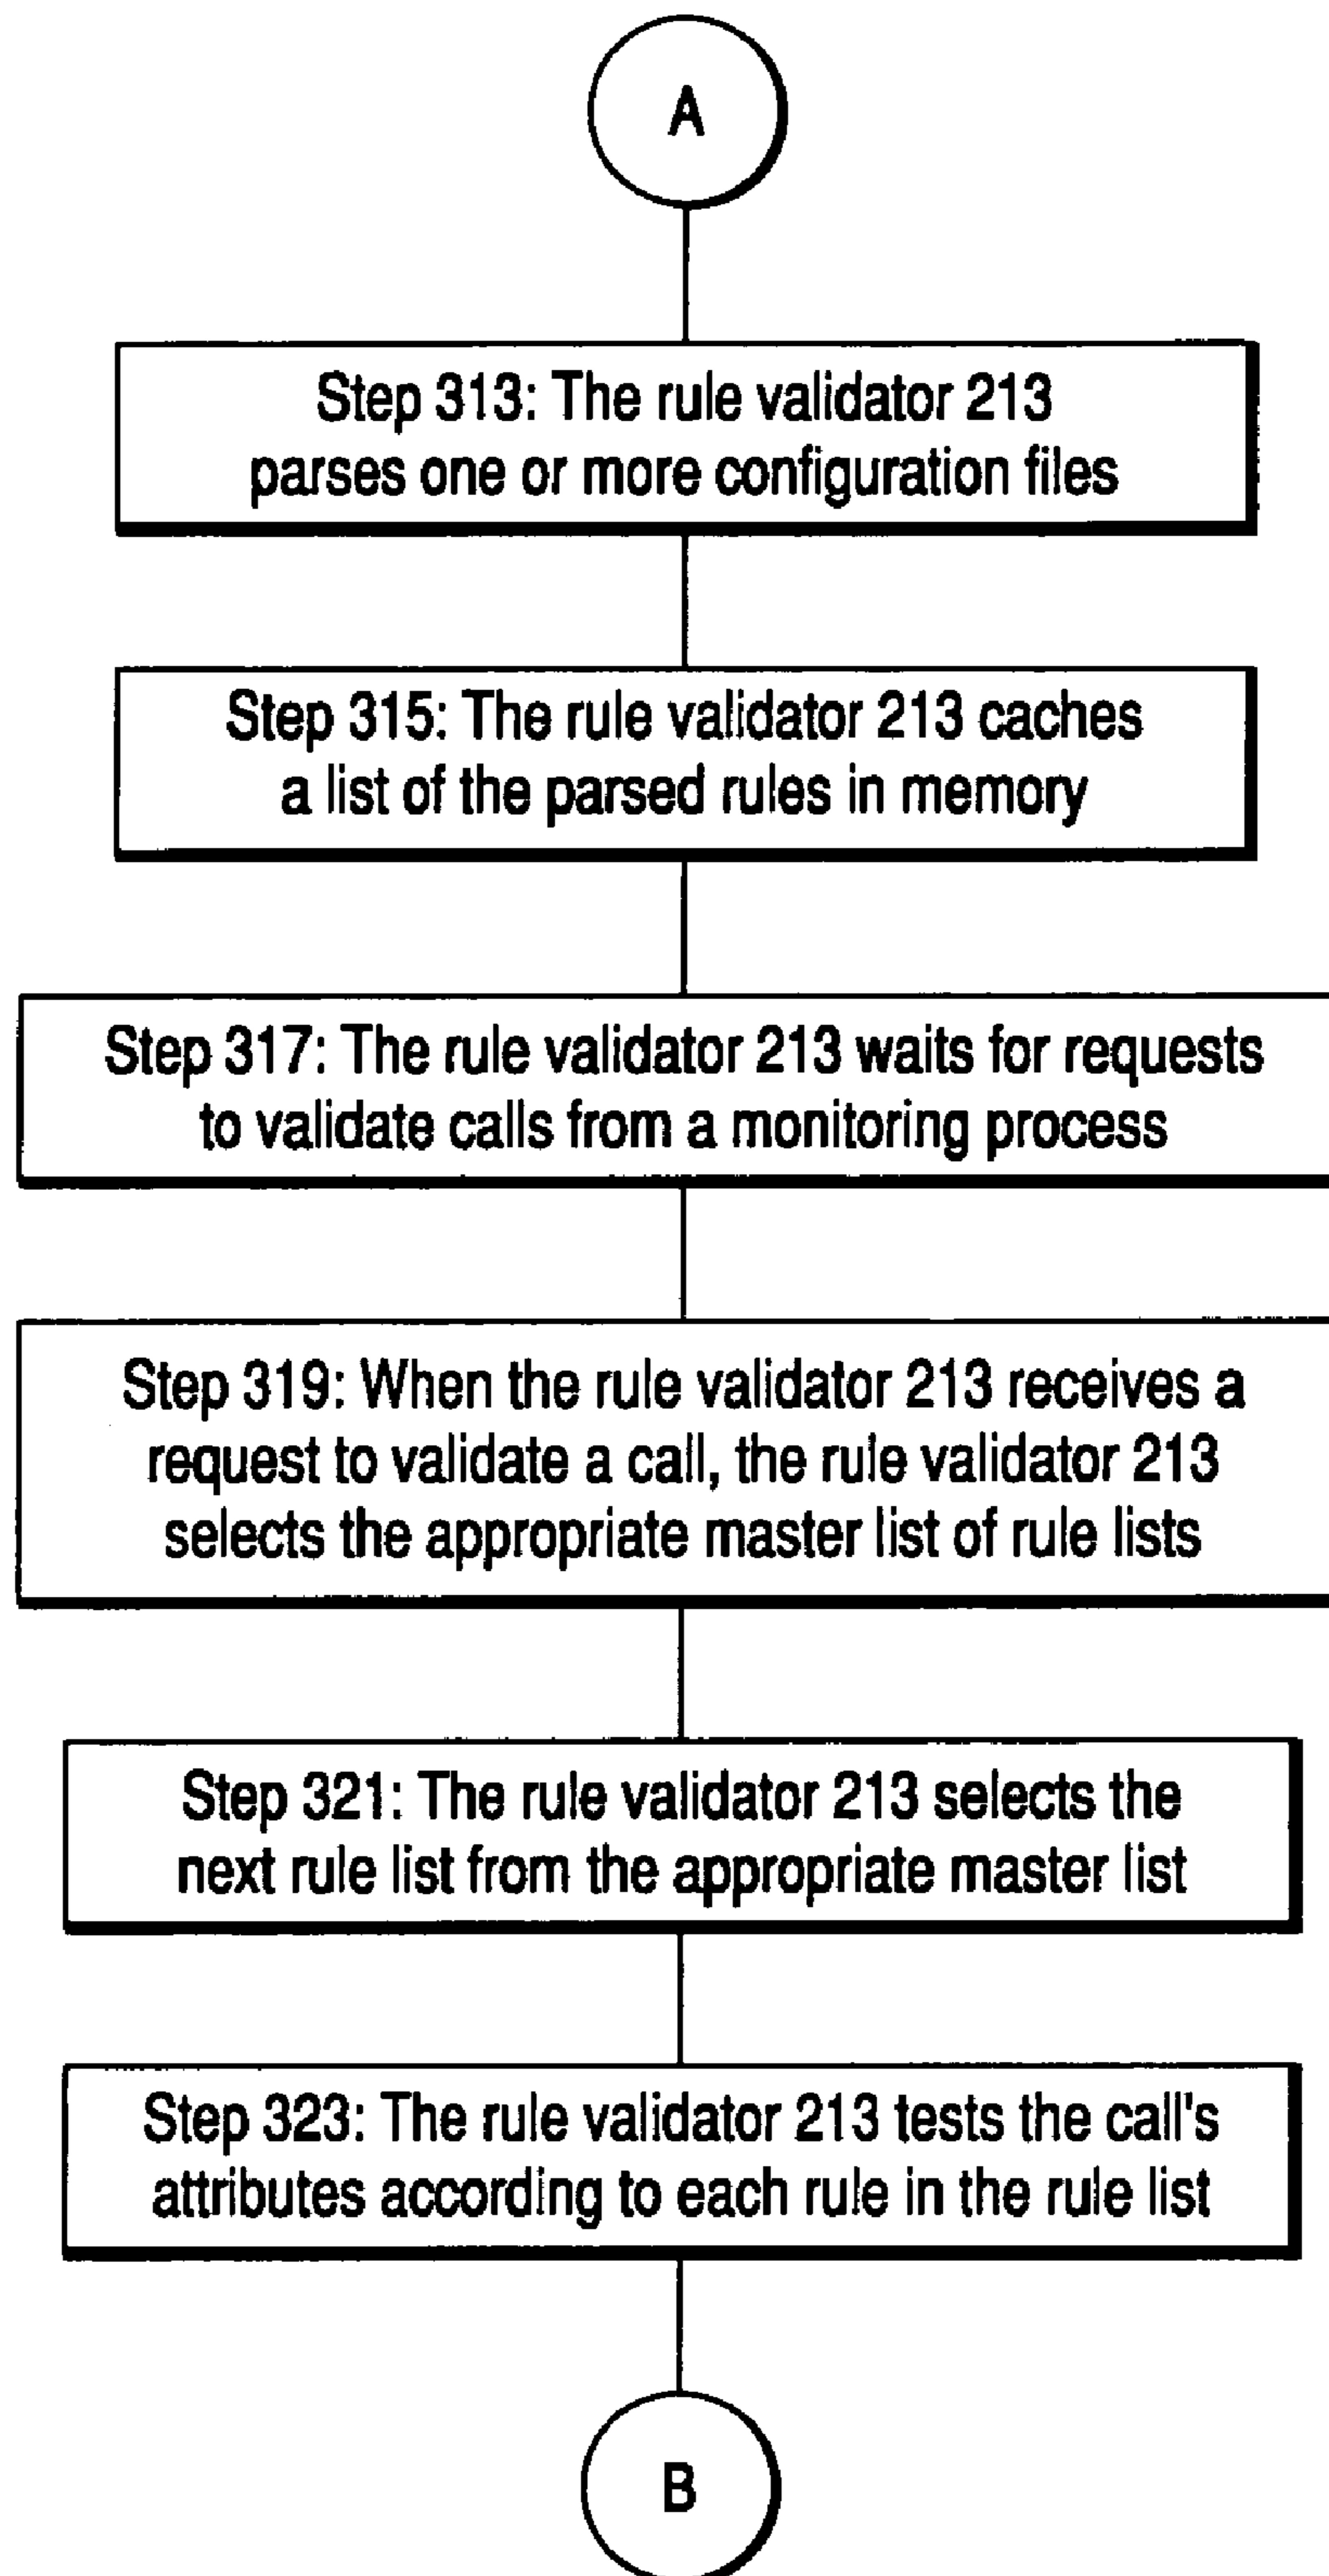 A
Step 313: The rule validator 213
parses one or more configuration files
Step 315: The rule validator 213 caches
a list of the parsed rules in memory
Step 317: The rule validator 213 waits for requests
to validate calls from a monitoring process
Step 319: When the rule validator 213 receives a
request to validate a call, the rule validator 213
selects the appropriate master list of rule lists
Step 321: The rule validator 213 selects the
next rule list from the appropriate master list
Step 323: The rule validator 213 tests the call's
attributes according to each rule in the rule list
B